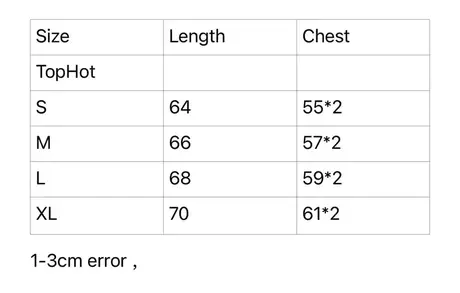 Size Length Chest
TopHot
S 64 55*2
M 66 57*2
L 68 59*2
XL 70 61*2
1-3cm error ,